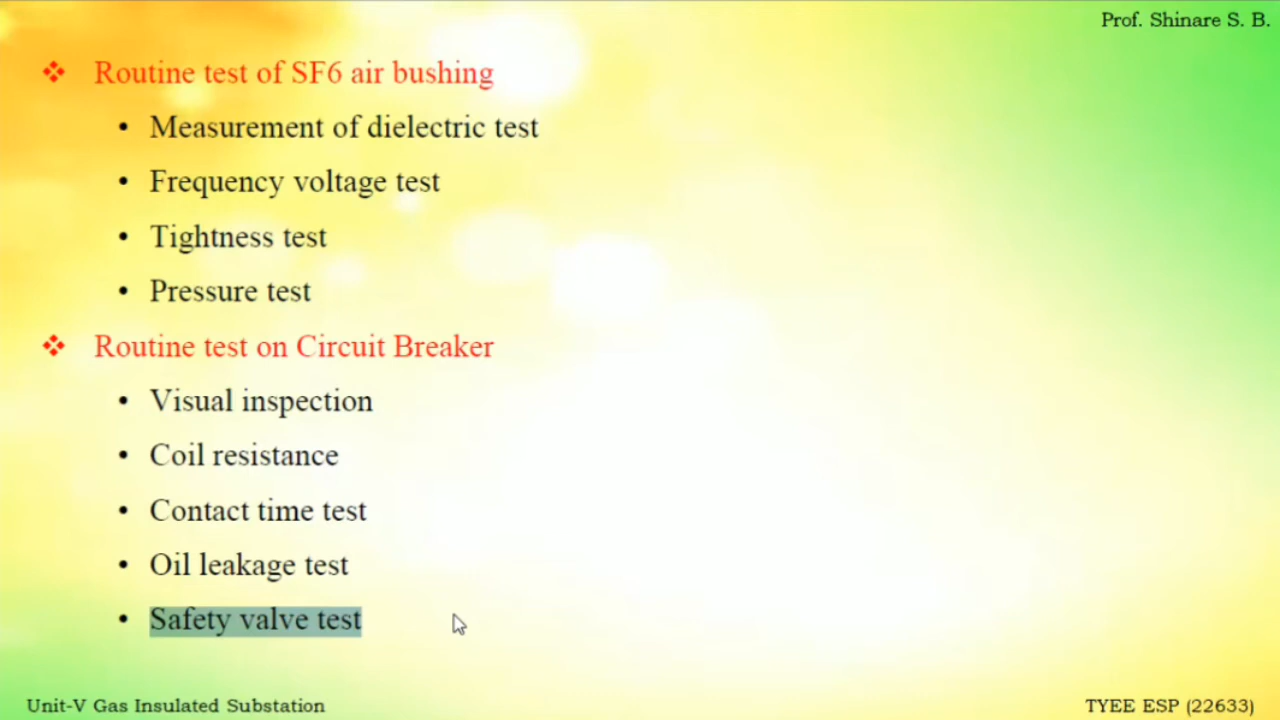 Prof. Shinare S. B.
❖ Routine test of SF6 air bushing
• Measurement of dielectric test
• Frequency voltage test
• Tightness test
• Pressure test
❖ Routine test on Circuit Breaker
• Visual inspection
• Coil resistance
• Contact time test
• Oil leakage test
• Safety valve test
Unit-V Gas Insulated Substation
TYEE ESP (22633)